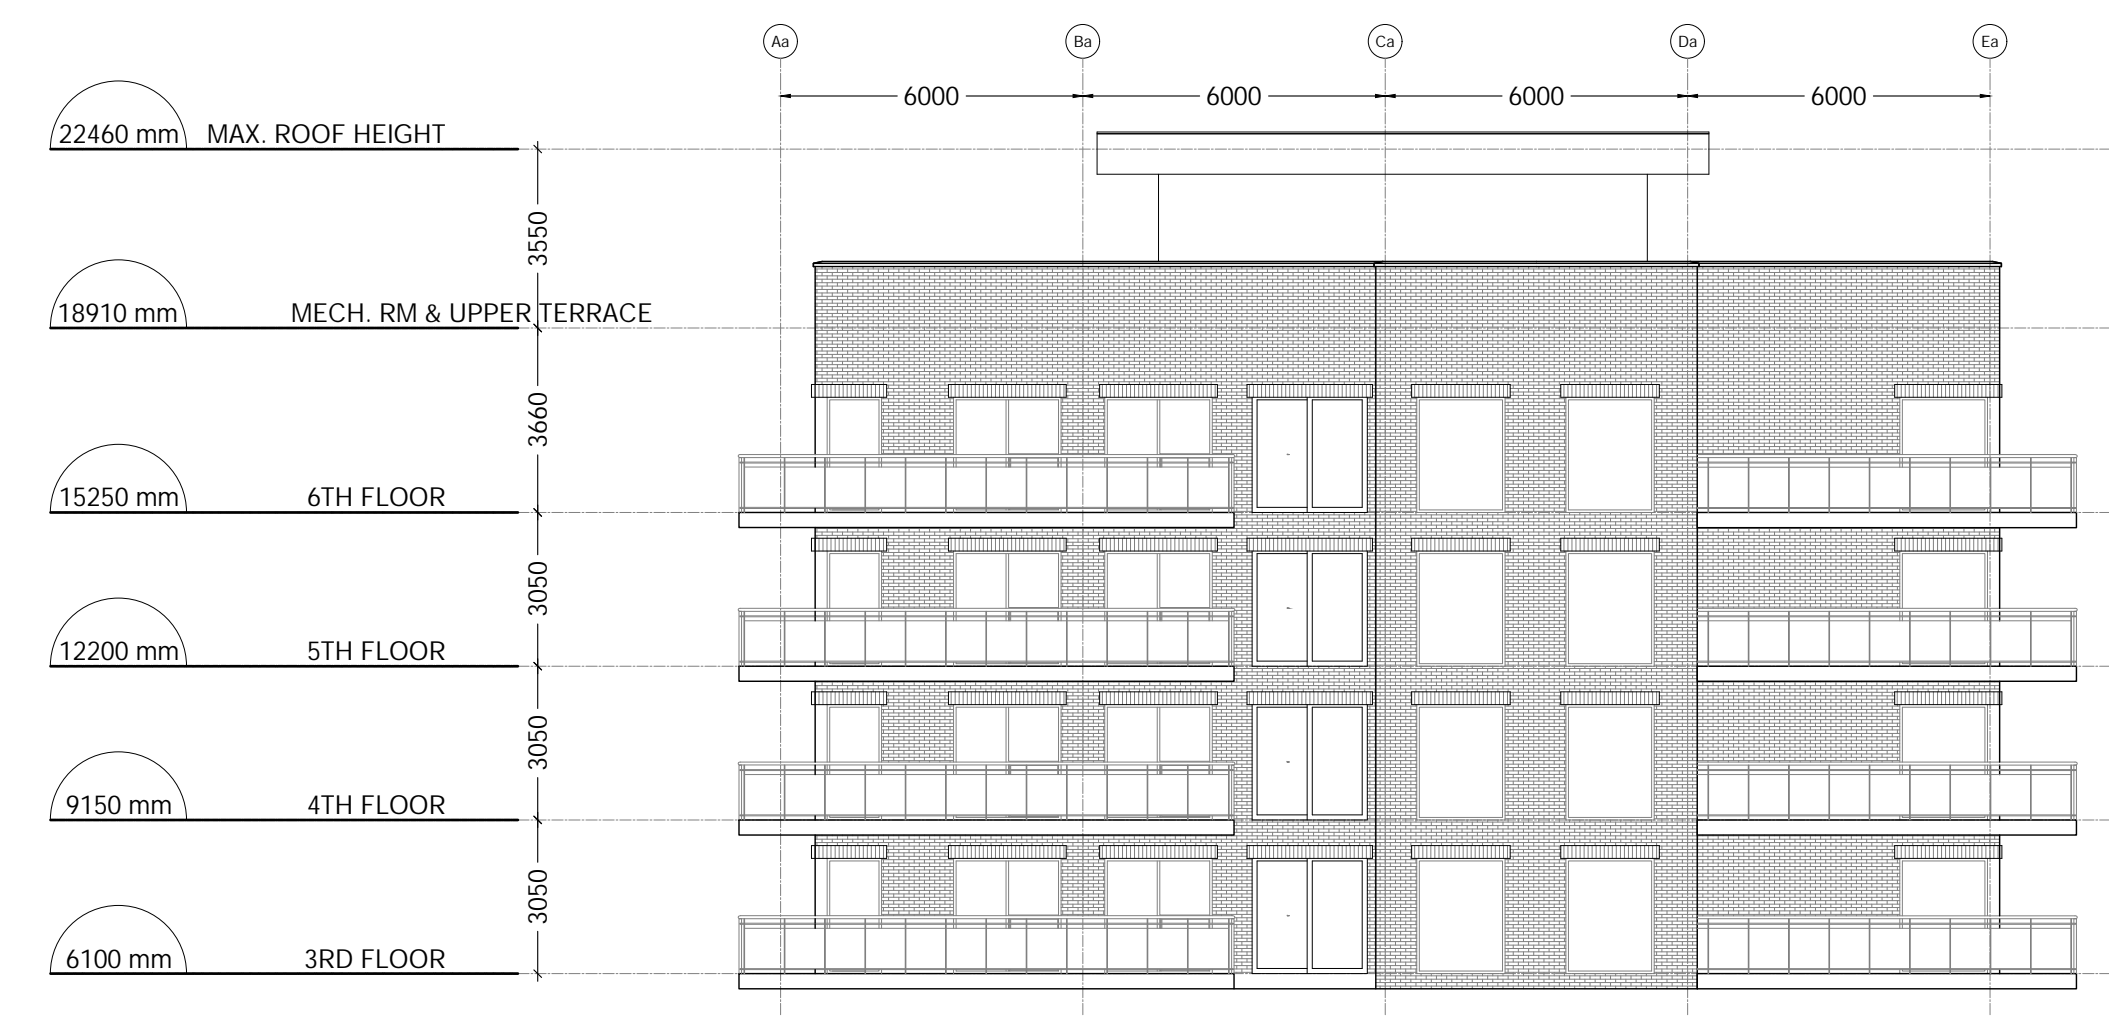 Aa Ba Ca Da Ea
6000 6000 6000 6000
22460 mm MAX. ROOF HEIGHT
3550
18910 mm MECH. RM & UPPER TERRACE
3660
15250 mm 6TH FLOOR
3050
12200 mm 5TH FLOOR
3050
9150 mm 4TH FLOOR
3050
6100 mm 3RD FLOOR